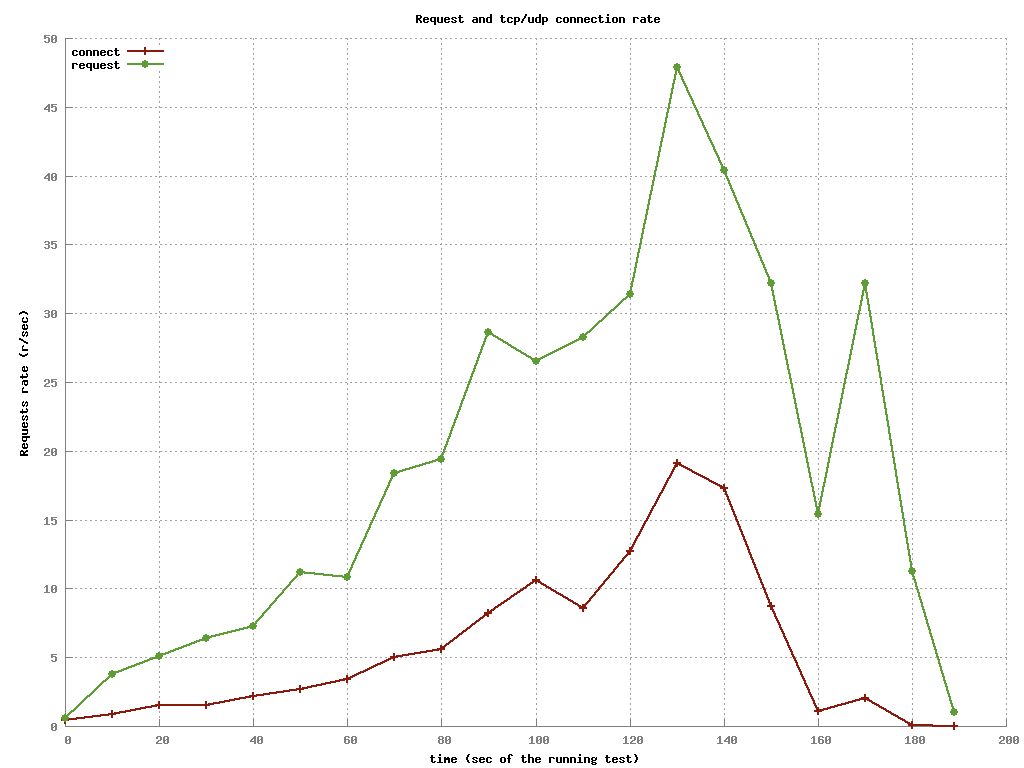 Request and tcp/udp connection rate
connect
request
50
45
40
35
30
25
20
15
10
5
0
Requests rate (r/sec)
0 20 40 60 80 100 120 140 160 180 200
time (sec of the running test)